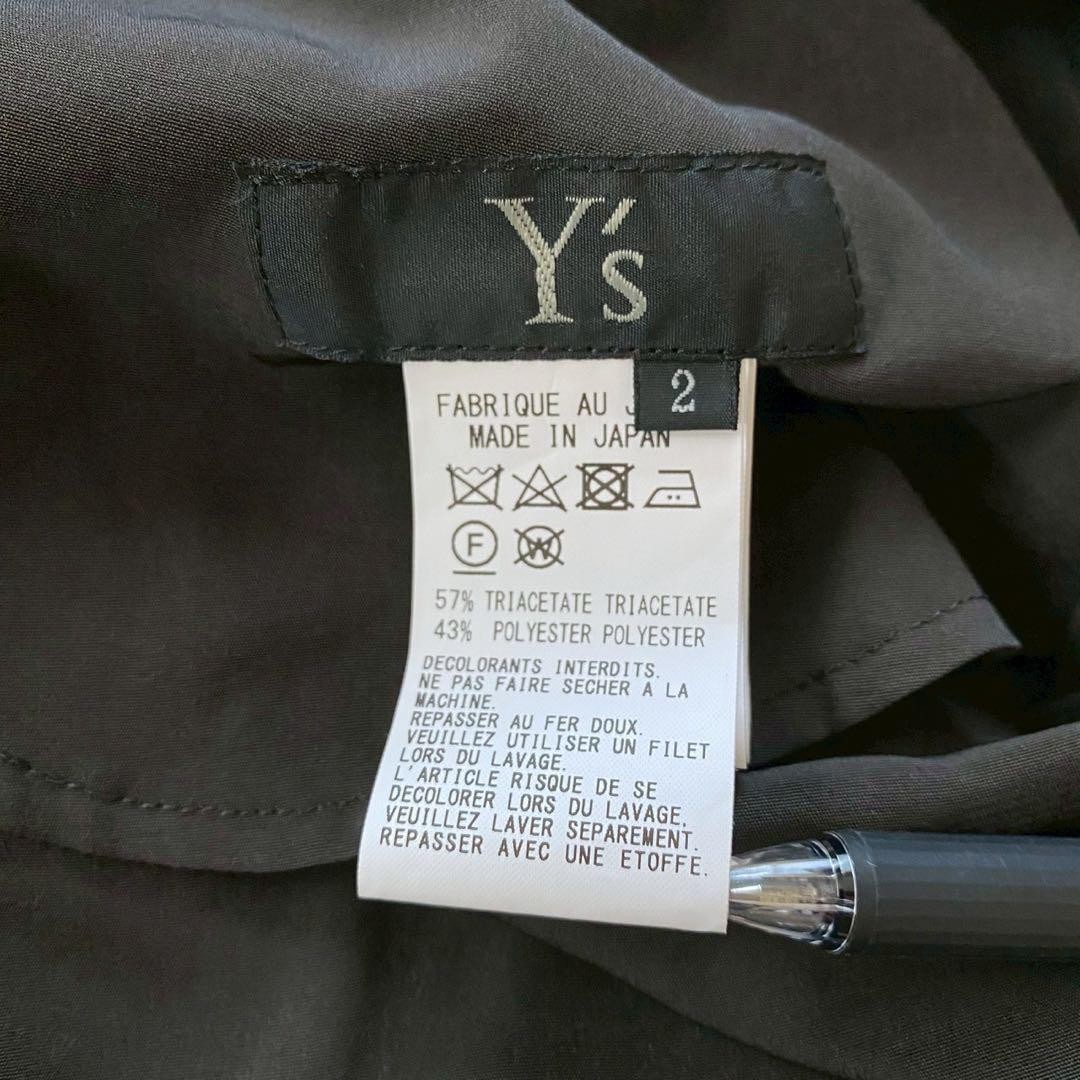 Y's
2
FABRIQUE AU J
MADE IN JAPAN
F
W
57% TRIACETATE TRIACETATE
43% POLYESTER POLYESTER
DECOLORANTS INTERDITS.
NE PAS FAIRE SECHER A LA
MACHINE.
REPASSER AU FER DOUX.
VEUILLEZ UTILISER UN FILET
LORS DU LAVAGE.
L'ARTICLE RISQUE DE SE
DECOLORER LORS DU LAVAGE.
VEUILLEZ LAVER SEPAREMENT.
REPASSER AVEC UNE ETOFFE.